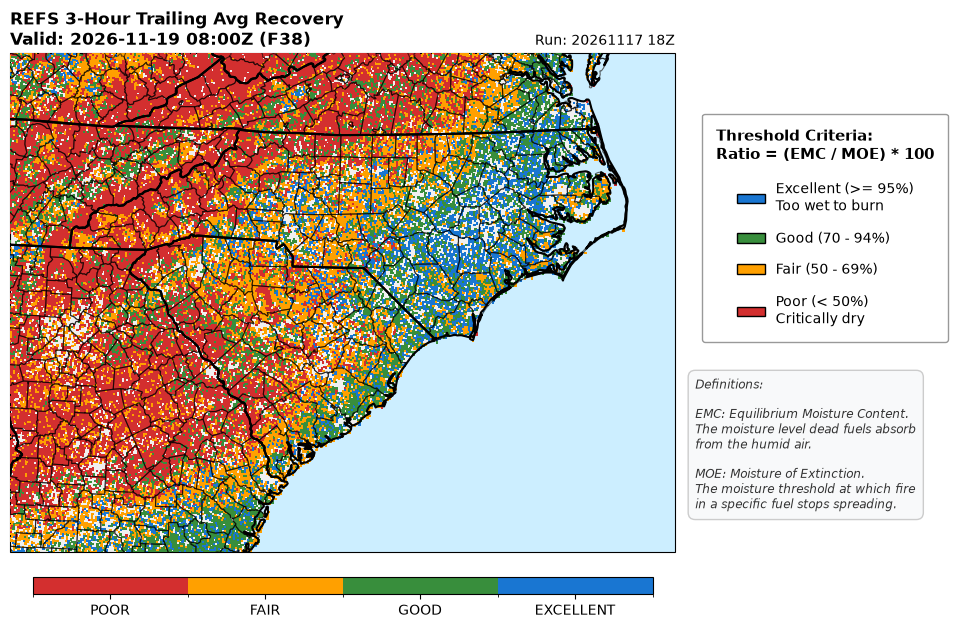 REFS 3-Hour Trailing Avg Recovery
Valid: 2026-11-19 08:00Z (F38)
Run: 20261117 18Z
Threshold Criteria:
Ratio = (EMC / MOE) * 100
Excellent (>= 95%)
Too wet to burn
Good (70 - 94%)
Fair (50 - 69%)
Poor (< 50%)
Critically dry
Definitions:
EMC: Equilibrium Moisture Content.
The moisture level dead fuels absorb
from the humid air.
MOE: Moisture of Extinction.
The moisture threshold at which fire
in a specific fuel stops spreading.
POOR
FAIR
GOOD
EXCELLENT